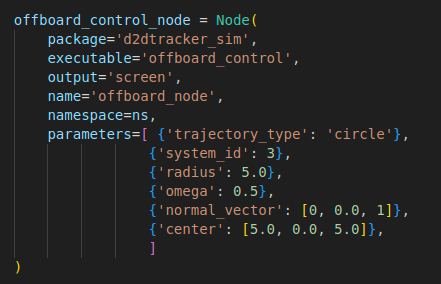 offboard_control_node = Node(
    package='d2dtracker_sim',
    executable='offboard_control',
    output='screen',
    name='offboard_node',
    namespace=ns,
    parameters=[ {'trajectory_type': 'circle'},
                {'system_id': 3},
                {'radius': 5.0},
                {'omega': 0.5},
                {'normal_vector': [0, 0.0, 1]},
                {'center': [5.0, 0.0, 5.0]},
                ]
)